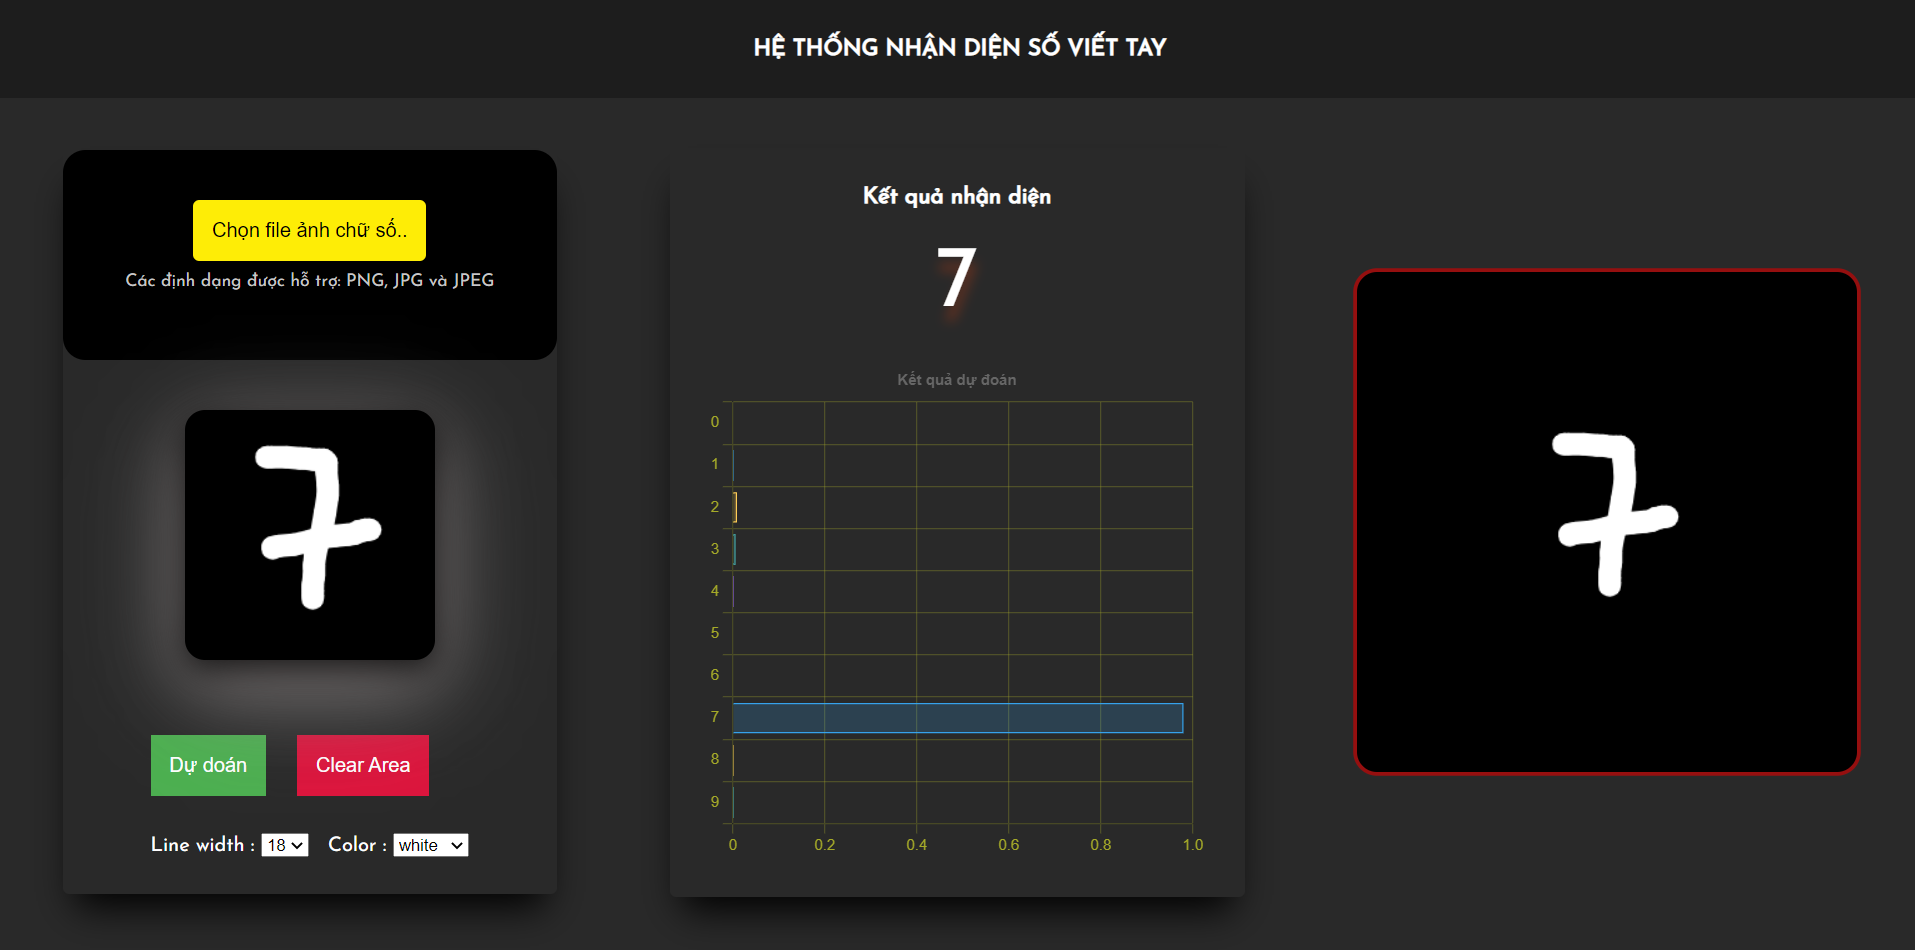 HỆ THỐNG NHẬN DIỆN SỐ VIẾT TAY
Chọn file ảnh chữ số..
Các định dạng được hỗ trợ: PNG, JPG và JPEG
7
Dự doán
Clear Area
Line width : 18 Color : white
Kết quả nhận diện
7
Kết quả dự đoán
0
1
2
3
4
5
6
7
8
9
0 0.2 0.4 0.6 0.8 1.0
7